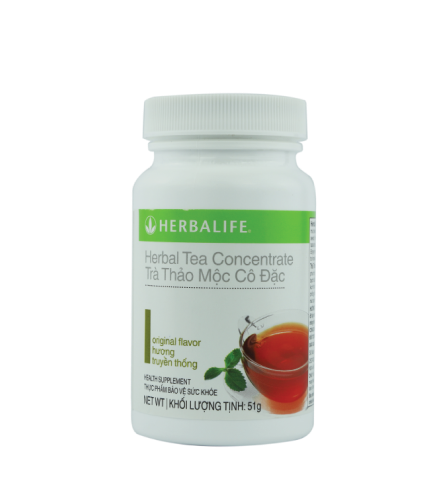 HERBALIFE
Herbal Tea Concentrate
Trà Thảo Mộc Cô Đặc
original flavor
hương
truyền thống
HEALTH SUPPLEMENT
THỰC PHẨM BẢO VỆ SỨC KHỎE
NET WT | KHỐI LƯỢNG TỊNH: 51g